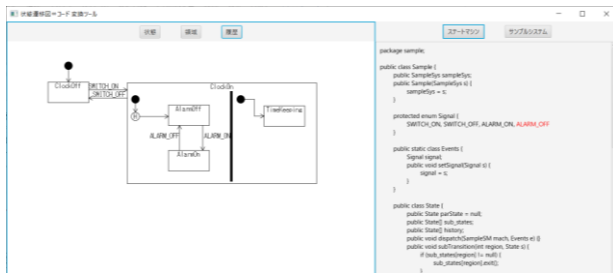 状態遷移図⇔コード 変換ツール
状態
領域
履歴
ステートマシン
サンプルシステム
ClockOff
SWITCH_ON
SWITCH_OFF
ClockOn
H
AlarmOff
TimeKeeping
ALARM_OFF
ALARM_ON
AlarmOn
package sample;
public class Sample {
public SampleSys sampleSys;
public Sample(SampleSys s) {
sampleSys = s;
}
protected enum Signal {
SWITCH_ON, SWITCH_OFF, ALARM_ON, ALARM_OFF
}
public static class Events {
Signal signal;
public void setSignal(Signal s) {
signal = s;
}
}
public class State {
public State parState = null;
public State[] sub_states;
public State[] history;
public void dispatch(SampleSM mach, Events e) {}
public void subTransition(int region, State s) {
if (sub_states[region] != null) {
sub_states[region].exit();
}